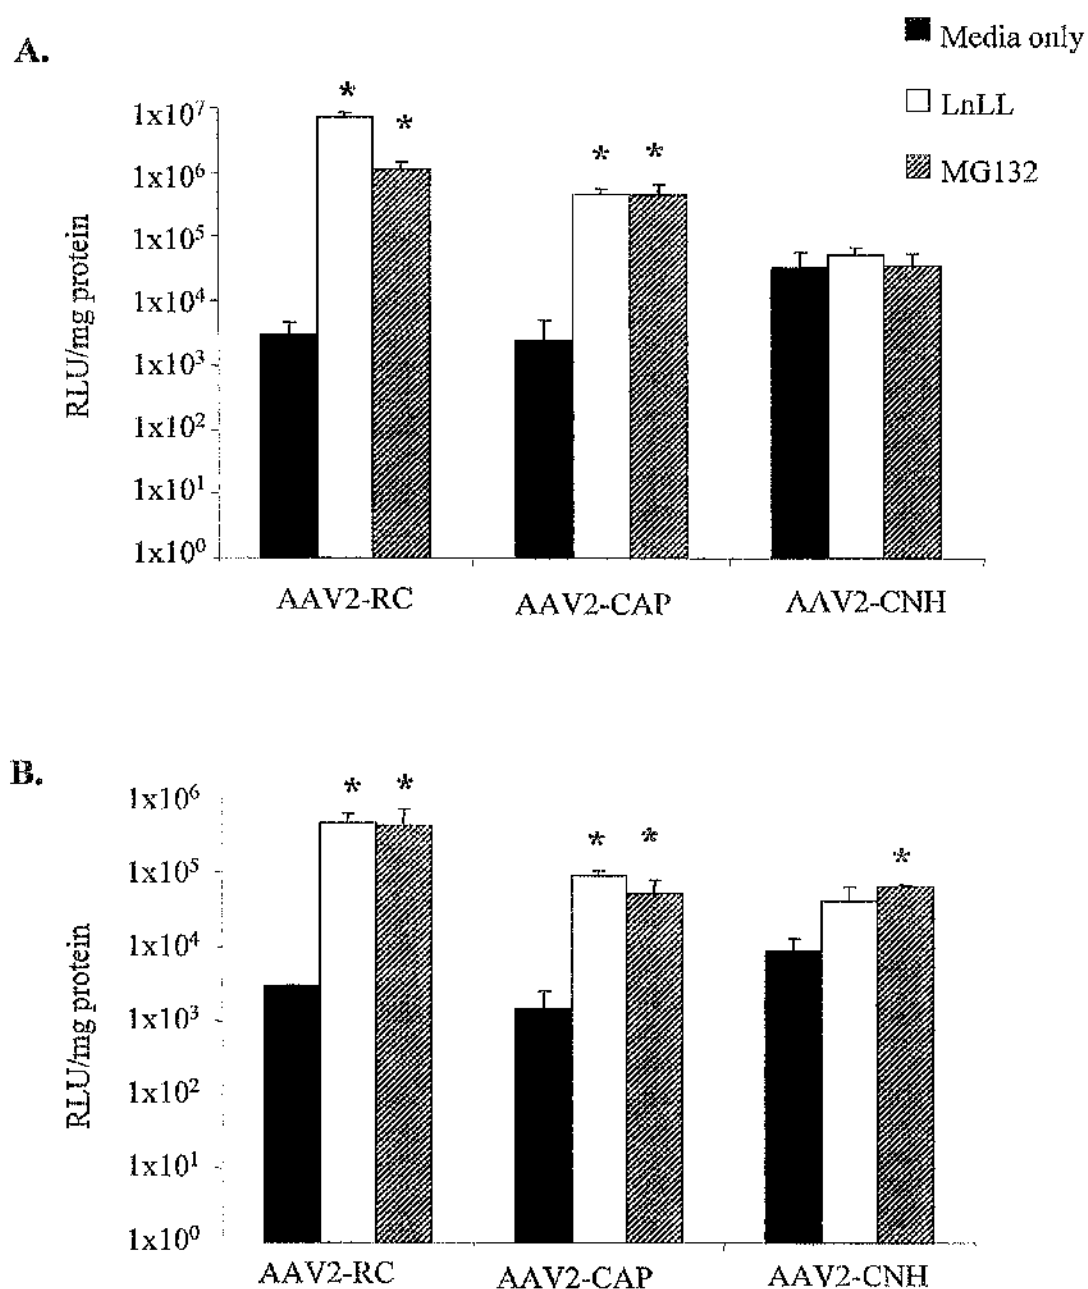 A.
Media only
LnLL
MG132
* * * *
1x10⁷
1x10⁶
1x10⁵
1x10⁴
1x10³
1x10²
1x10¹
1x10⁰
RLU/mg protein
AAV2-RC AAV2-CAP AAV2-CNH
B.
* * * * *
1x10⁶
1x10⁵
1x10⁴
1x10³
1x10²
1x10¹
1x10⁰
RLU/mg protein
AAV2-RC AAV2-CAP AAV2-CNH